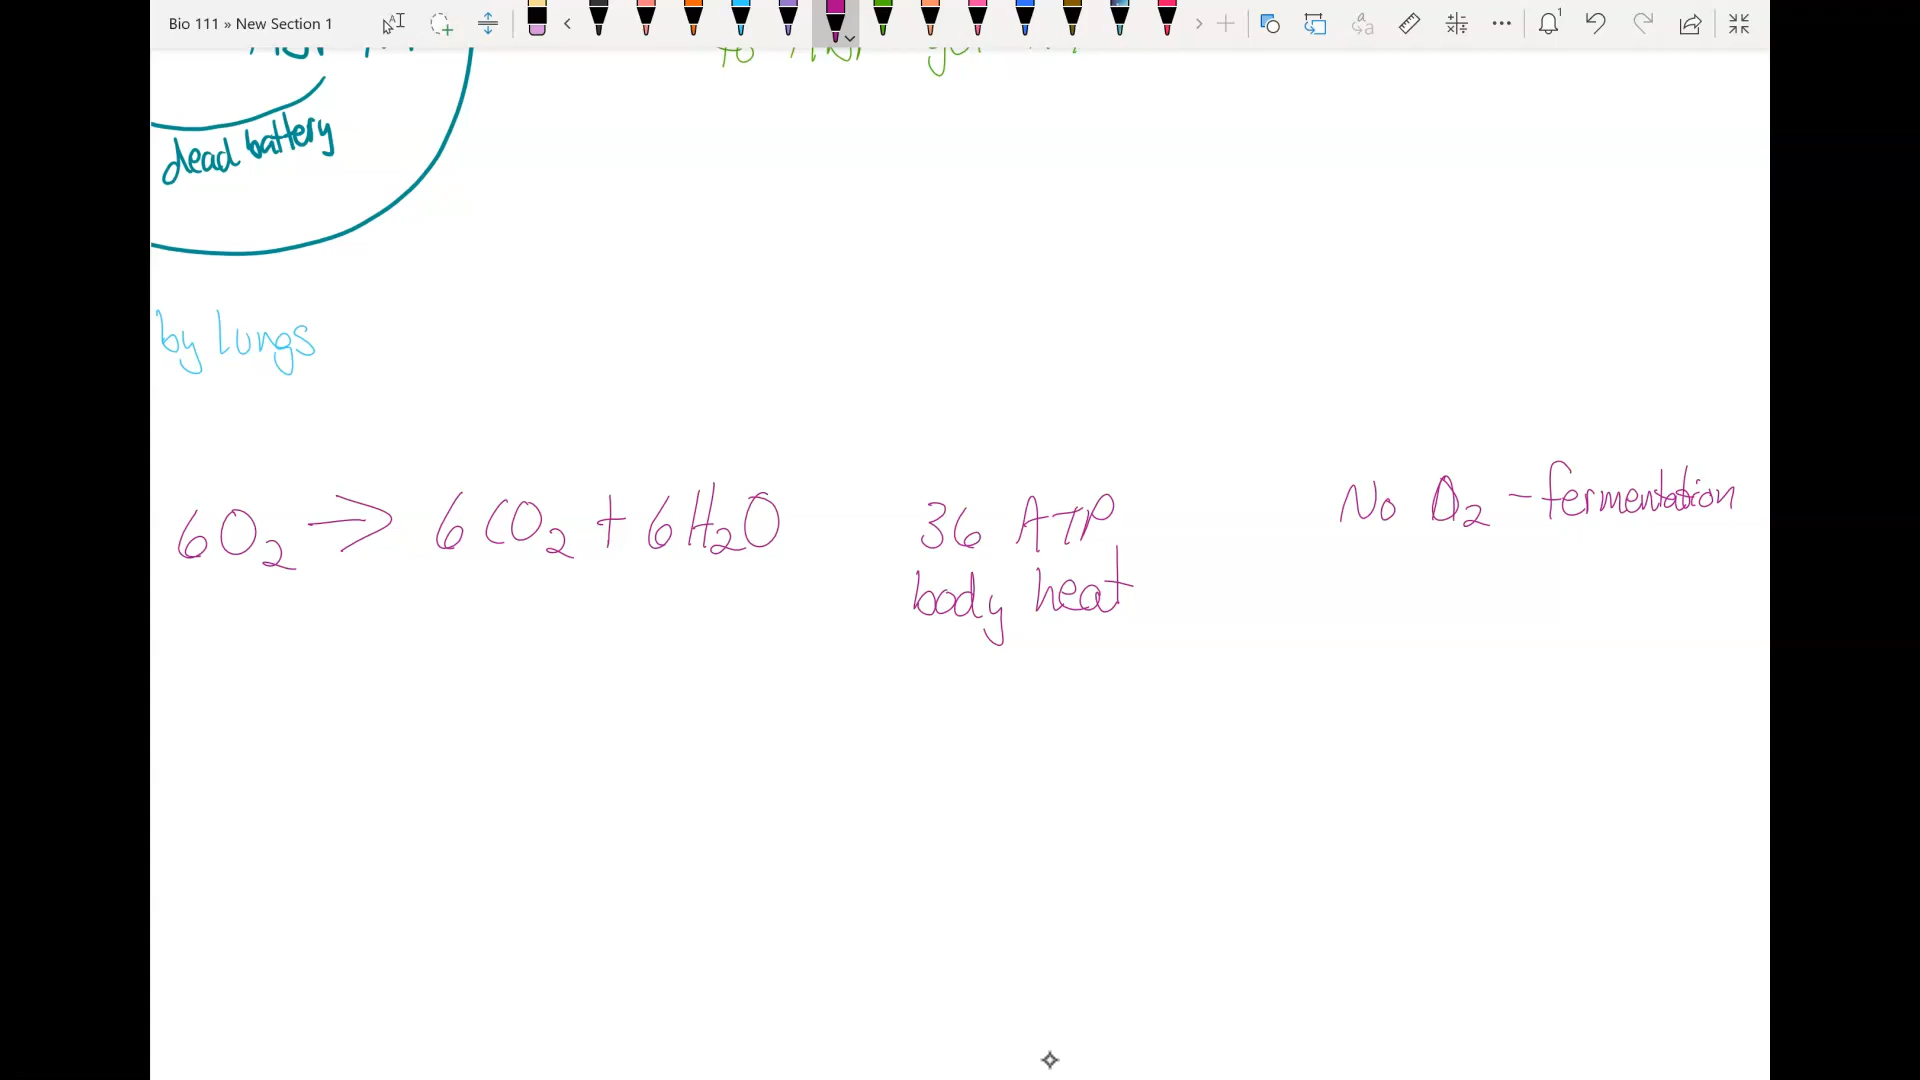 Bio 111 » New Section 1
to
dead battery
by lungs
6O₂ → 6CO₂ + 6H₂O
36 ATP
body heat
No O₂ - fermentation